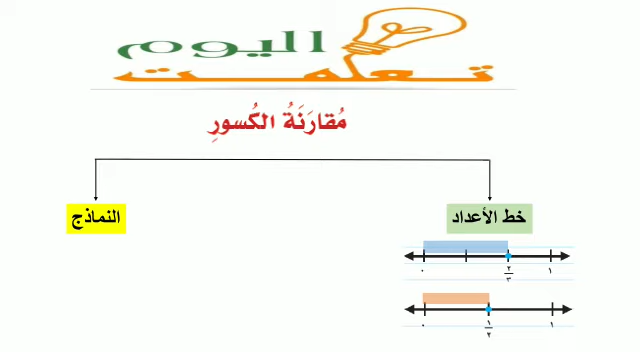 تعلمت اليوم
مُقارَنَةُ الكُسورِ
خط الأعداد
النماذج
٠ ٢/٣ ١
٠ ١/٢ ١